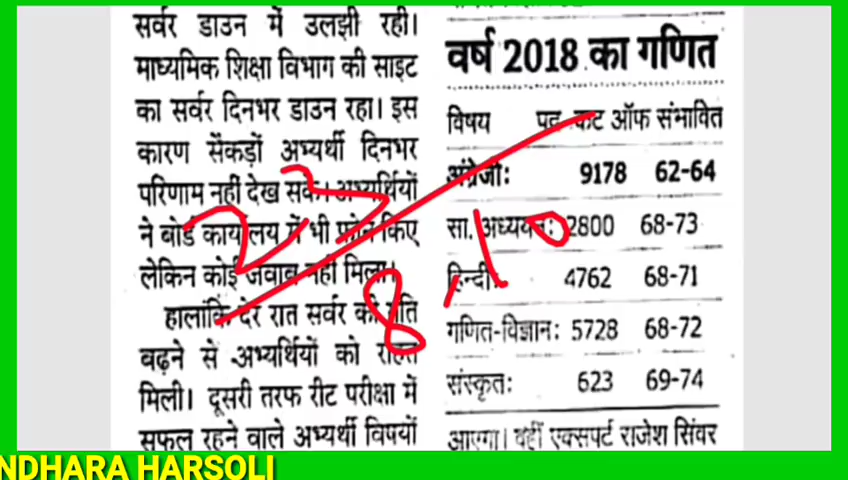 सर्वर डाउन में उलझी रही।
माध्यमिक शिक्षा विभाग की साइट
का सर्वर दिनभर डाउन रहा। इस
कारण सैंकड़ों अभ्यर्थी दिनभर
परिणाम नहीं देख सके। अभ्यर्थियों
ने बोर्ड कार्यालय में भी फोन किए
लेकिन कोई जवाब नहीं मिला।
हालांकि देर रात सर्वर की गति
बढ़ने से अभ्यर्थियों को राहत
मिली। दूसरी तरफ रीट परीक्षा में
सफल रहने वाले अभ्यर्थी विषयों
वर्ष 2018 का गणित
विषय पद कट ऑफ संभावित
अंग्रेजी: 9178 62-64
सा. अध्ययन: 2800 68-73
हिन्दी: 4762 68-71
गणित-विज्ञान: 5728 68-72
संस्कृत: 623 69-74
आएगा। वहीं एक्सपर्ट राजेश सिंवर
8,10
NDHARA HARSOLI